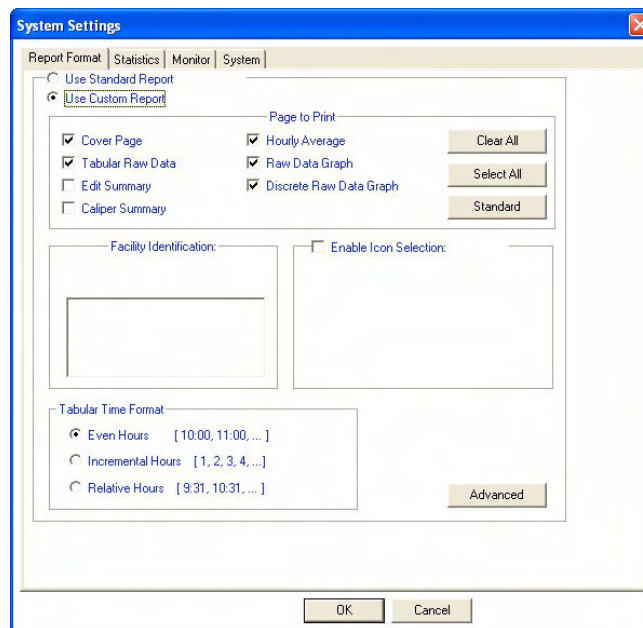 System Settings
Report Format Statistics Monitor System
Use Standard Report
Use Custom Report
Page to Print
Cover Page Hourly Average Clear All
Tabular Raw Data Raw Data Graph
Edit Summary Discrete Raw Data Graph Select All
Caliper Summary Standard
Facility Identification: Enable Icon Selection:
Tabular Time Format
Even Hours [ 10:00, 11:00, ... ]
Incremental Hours [ 1, 2, 3, 4, ...]
Relative Hours [ 9:31, 10:31, ... ] Advanced
OK Cancel